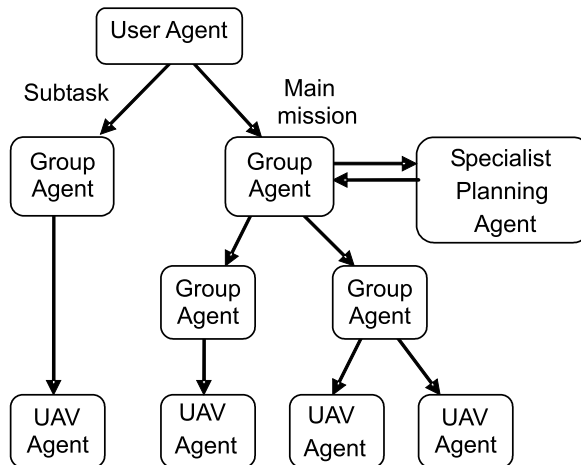 User Agent
Subtask
Main
mission
Group
Agent
Group
Agent
Specialist
Planning
Agent
Group
Agent
Group
Agent
UAV
Agent
UAV
Agent
UAV
Agent
UAV
Agent